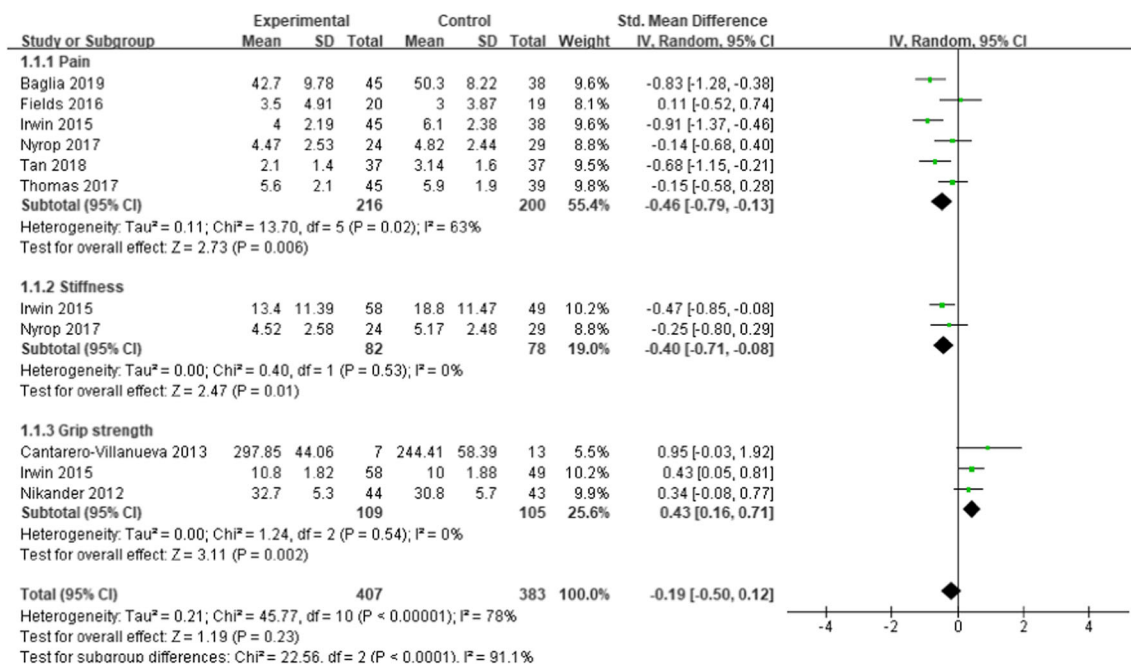 Experimental Control Std. Mean Difference Std. Mean Difference
Study or Subgroup Mean SD Total Mean SD Total Weight IV, Random, 95% CI IV, Random, 95% CI
1.1.1 Pain
Baglia 2019 42.7 9.78 45 50.3 8.22 38 9.6% -0.83 [-1.28, -0.38]
Fields 2016 3.5 4.91 20 3 3.87 19 8.1% 0.11 [-0.52, 0.74]
Irwin 2015 4 2.19 45 6.1 2.38 38 9.6% -0.91 [-1.37, -0.46]
Nyrop 2017 4.47 2.53 24 4.82 2.44 29 8.8% -0.14 [-0.68, 0.40]
Tan 2018 2.1 1.4 37 3.14 1.6 37 9.5% -0.68 [-1.15, -0.21]
Thomas 2017 5.6 2.1 45 5.9 1.9 39 9.8% -0.15 [-0.58, 0.28]
Subtotal (95% CI) 216 200 55.4% -0.46 [-0.79, -0.13]
Heterogeneity: Tau² = 0.11; Chi² = 13.70, df = 5 (P = 0.02); I² = 63%
Test for overall effect: Z = 2.73 (P = 0.006)
1.1.2 Stiffness
Irwin 2015 13.4 11.39 58 18.8 11.47 49 10.2% -0.47 [-0.85, -0.08]
Nyrop 2017 4.52 2.58 24 5.17 2.48 29 8.8% -0.25 [-0.80, 0.29]
Subtotal (95% CI) 82 78 19.0% -0.40 [-0.71, -0.08]
Heterogeneity: Tau² = 0.00; Chi² = 0.40, df = 1 (P = 0.53); I² = 0%
Test for overall effect: Z = 2.47 (P = 0.01)
1.1.3 Grip strength
Cantarero-Villanueva 2013 297.85 44.06 7 244.41 58.39 13 5.5% 0.95 [-0.03, 1.92]
Irwin 2015 10.8 1.82 58 10 1.88 49 10.2% 0.43 [0.05, 0.81]
Nikander 2012 32.7 5.3 44 30.8 5.7 43 9.9% 0.34 [-0.08, 0.77]
Subtotal (95% CI) 109 105 25.6% 0.43 [0.16, 0.71]
Heterogeneity: Tau² = 0.00; Chi² = 1.24, df = 2 (P = 0.54); I² = 0%
Test for overall effect: Z = 3.11 (P = 0.002)
Total (95% CI) 407 383 100.0% -0.19 [-0.50, 0.12]
Heterogeneity: Tau² = 0.21; Chi² = 45.77, df = 10 (P < 0.00001); I² = 78%
Test for overall effect: Z = 1.19 (P = 0.23)
Test for subgroup differences: Chi² = 22.56, df = 2 (P < 0.0001), I² = 91.1%
-4 -2 0 2 4